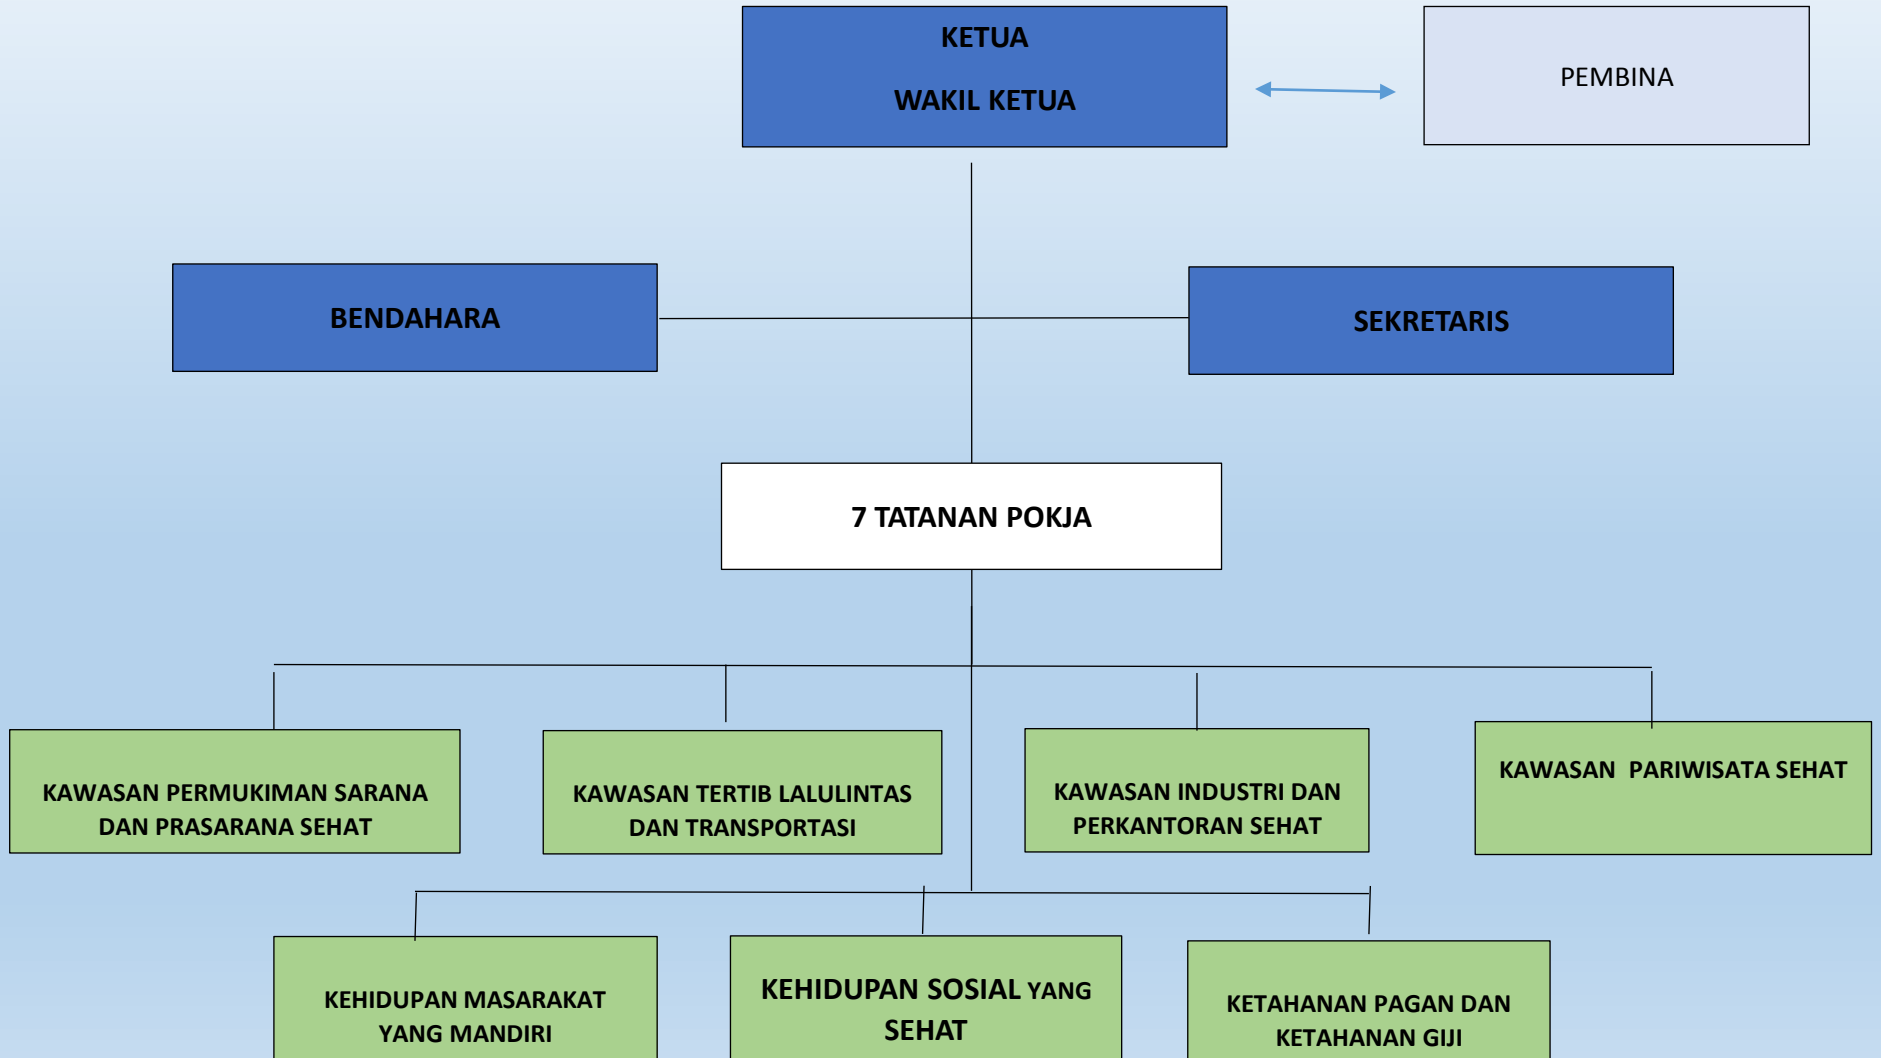 KETUA
WAKIL KETUA
PEMBINA
BENDAHARA
SEKRETARIS
7 TATANAN POKJA
KAWASAN PERMUKIMAN SARANA
DAN PRASARANA SEHAT
KAWASAN TERTIB LALULINTAS
DAN TRANSPORTASI
KAWASAN INDUSTRI DAN
PERKANTORAN SEHAT
KAWASAN PARIWISATA SEHAT
KEHIDUPAN MASARAKAT
YANG MANDIRI
KEHIDUPAN SOSIAL YANG
SEHAT
KETAHANAN PAGAN DAN
KETAHANAN GIJI